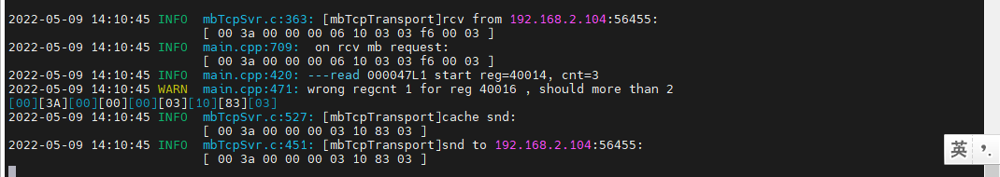 2022-05-09 14:10:45 INFO  mbTcpSvr.c:363: [mbTcpTransport]rcv from 192.168.2.104:56455:
[ 00 3a 00 00 00 06 10 03 03 f6 00 03 ]
2022-05-09 14:10:45 INFO  main.cpp:709:  on rcv mb request:
[ 00 3a 00 00 00 06 10 03 03 f6 00 03 ]
2022-05-09 14:10:45 INFO  main.cpp:420: ---read 000047L1 start reg=40014, cnt=3
2022-05-09 14:10:45 WARN  main.cpp:471: wrong regcnt 1 for reg 40016 , should more than 2
[00][3A][00][00][00][03][10][83][03]
2022-05-09 14:10:45 INFO  mbTcpSvr.c:527: [mbTcpTransport]cache snd:
[ 00 3a 00 00 00 03 10 83 03 ]
2022-05-09 14:10:45 INFO  mbTcpSvr.c:451: [mbTcpTransport]snd to 192.168.2.104:56455:
[ 00 3a 00 00 00 03 10 83 03 ]
英